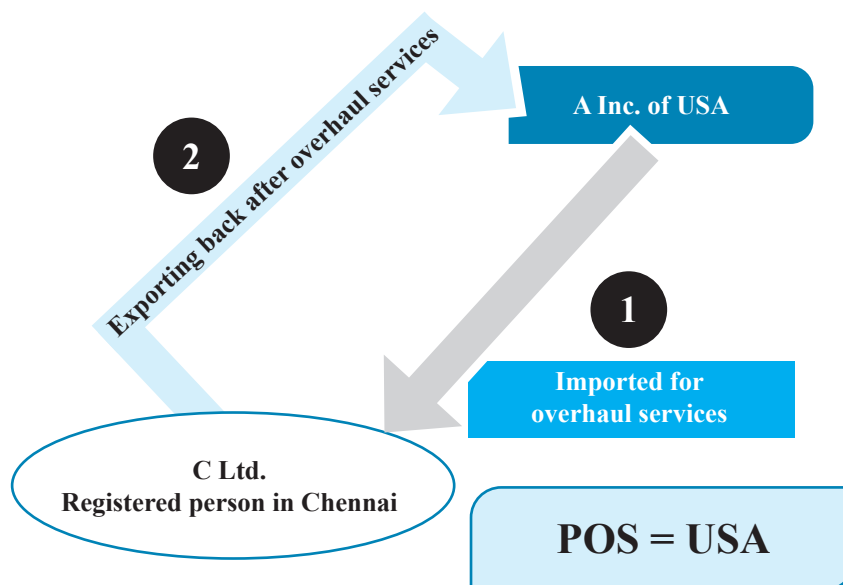 Exporting back after overhaul services
2
A Inc. of USA
1
Imported for
overhaul services
C Ltd.
Registered person in Chennai
POS = USA